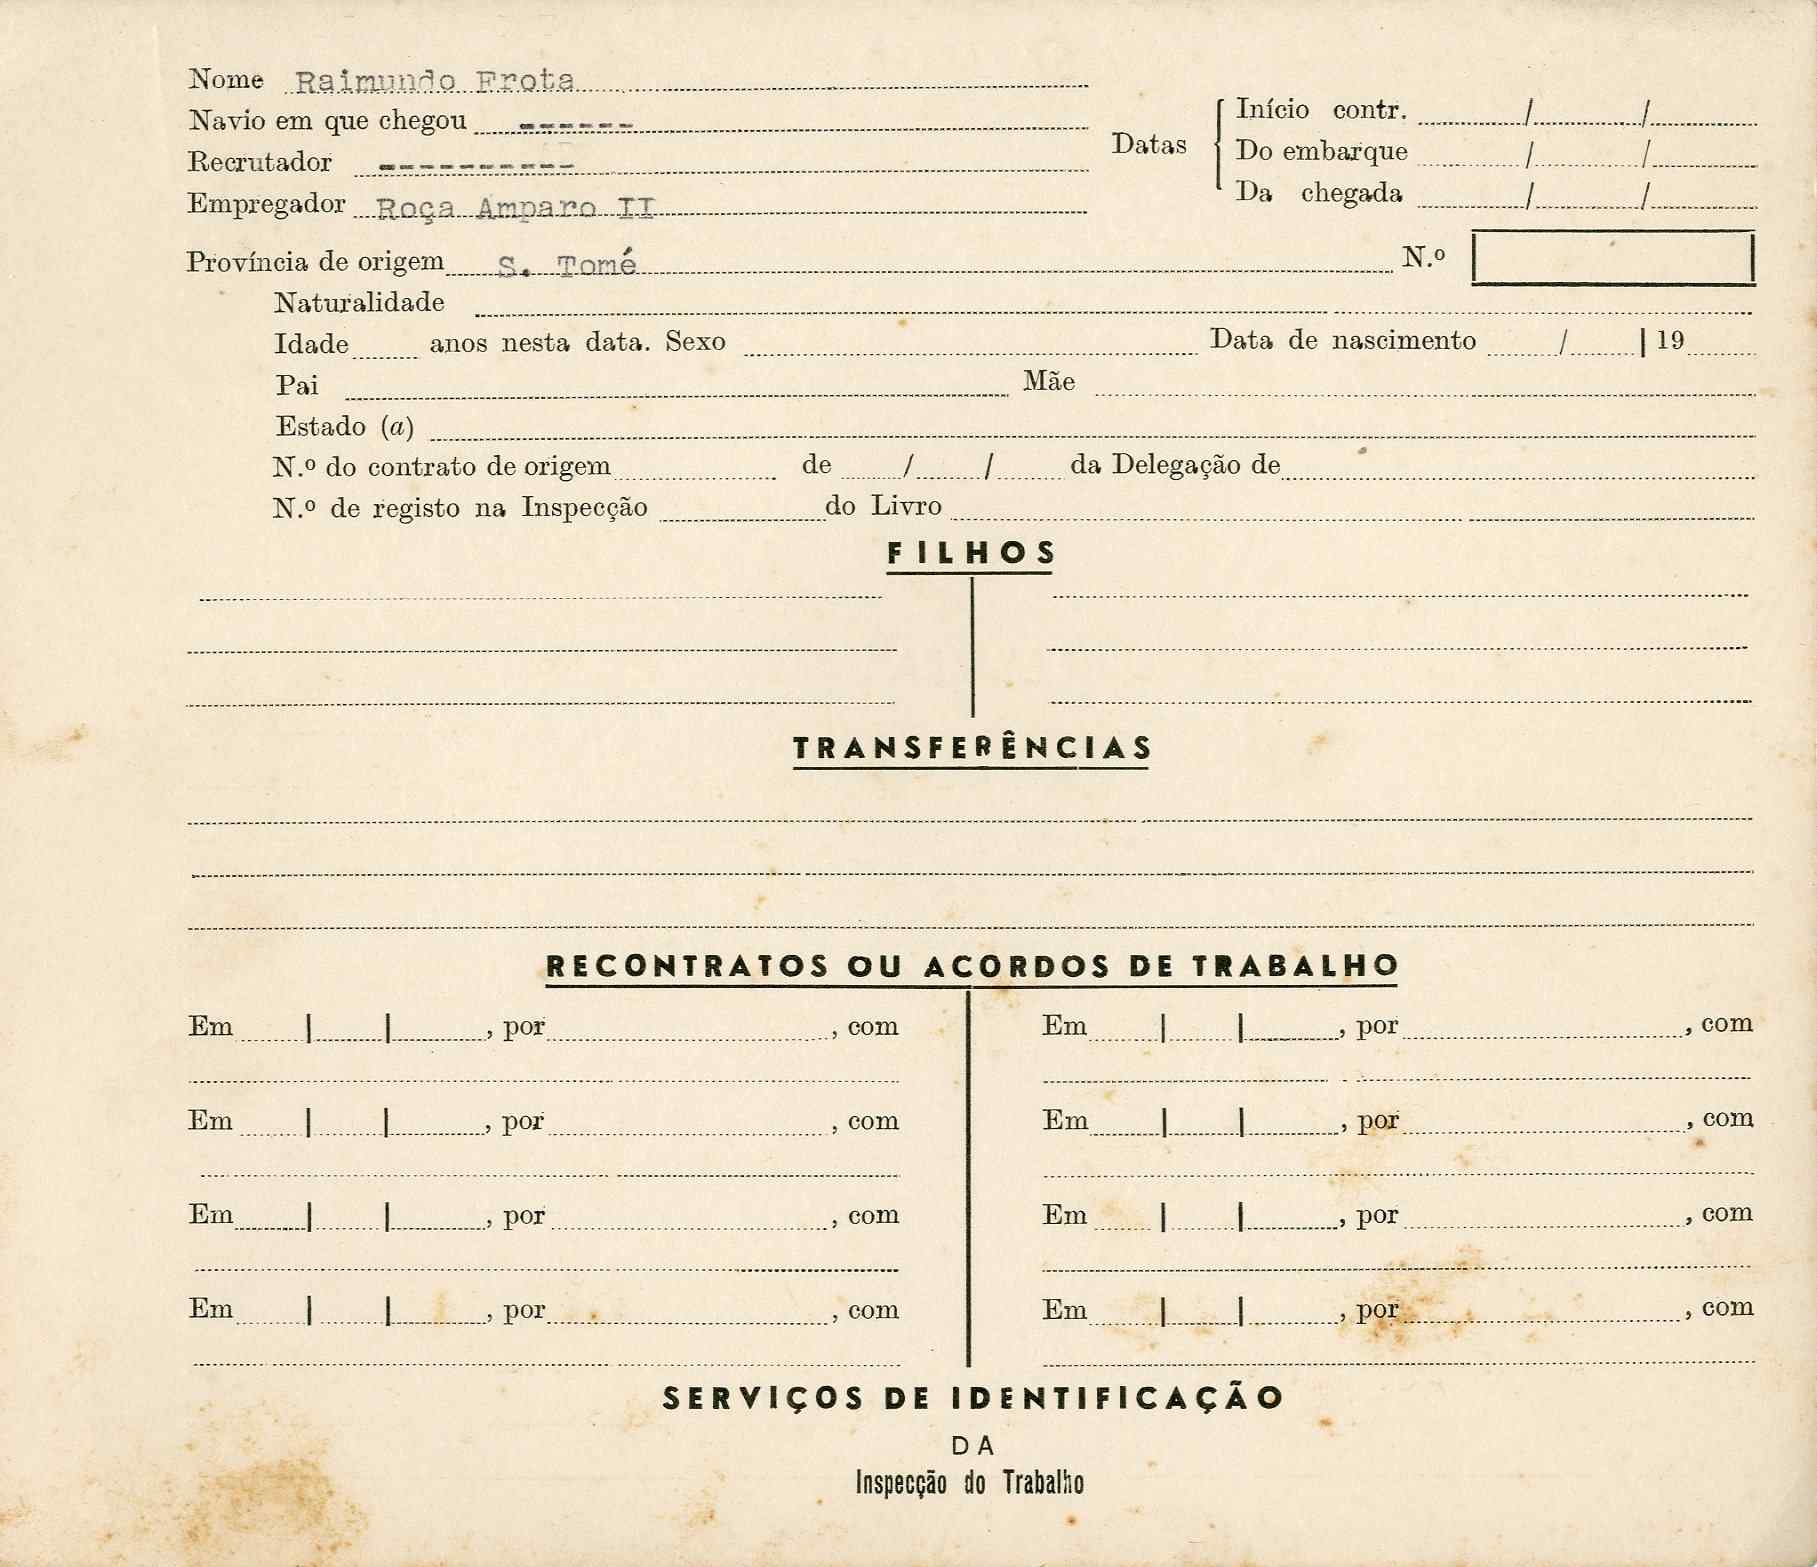 Nome Raimundo Frota
Navio em que chegou ------
Recrutador ----------
Empregador Roça Amparo II
Datas
Início contr. / /
Do embarque / /
Da chegada / /
Província de origem S. Tomé N.º
Naturalidade
Idade anos nesta data. Sexo Data de nascimento / | 19
Pai Mãe
Estado (a)
N.º do contrato de origem de / / da Delegação de
N.º de registo na Inspecção do Livro
FILHOS
TRANSFERÊNCIAS
RECONTRATOS OU ACORDOS DE TRABALHO
Em | | , por , com Em | | , por , com
Em | | , por , com Em | | , por , com
Em | | , por , com Em | | , por , com
Em | | , por , com Em | | , por , com
SERVIÇOS DE IDENTIFICAÇÃO
DA
Inspecção do Trabalho